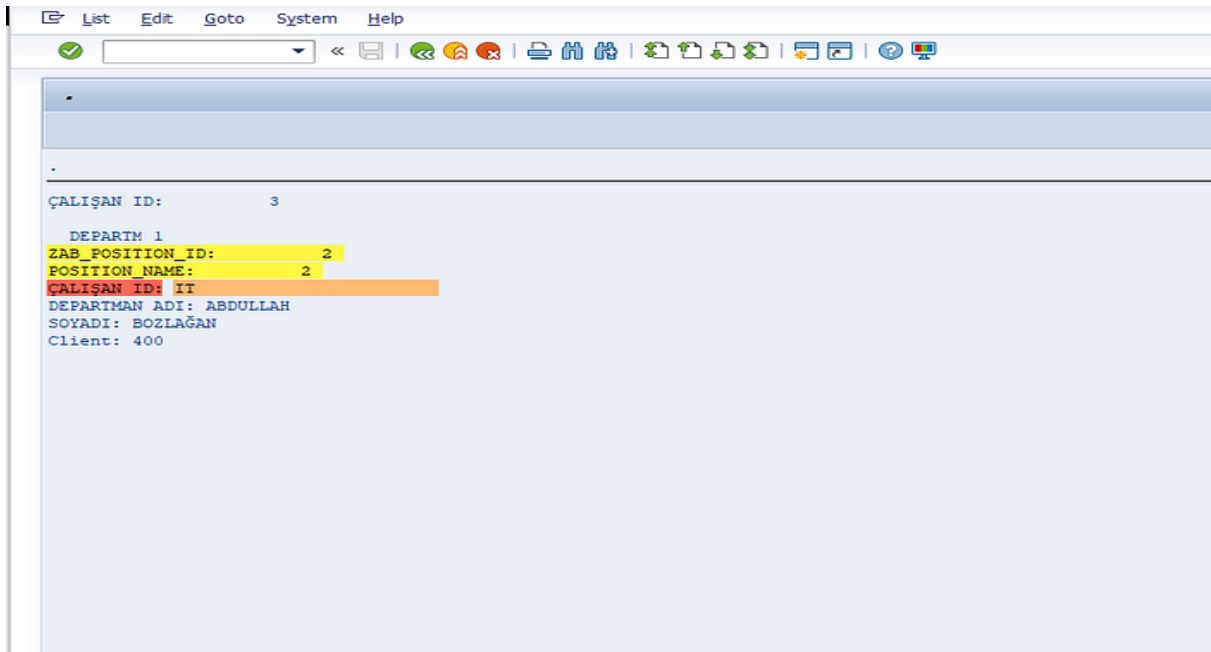 List Edit Goto System Help
.
.
ÇALIŞAN ID: 3
DEPARTM 1
ZAB_POSITION_ID: 2
POSITION_NAME: 2
ÇALIŞAN ID: IT
DEPARTMAN ADI: ABDULLAH
SOYADI: BOZLAĞAN
Client: 400